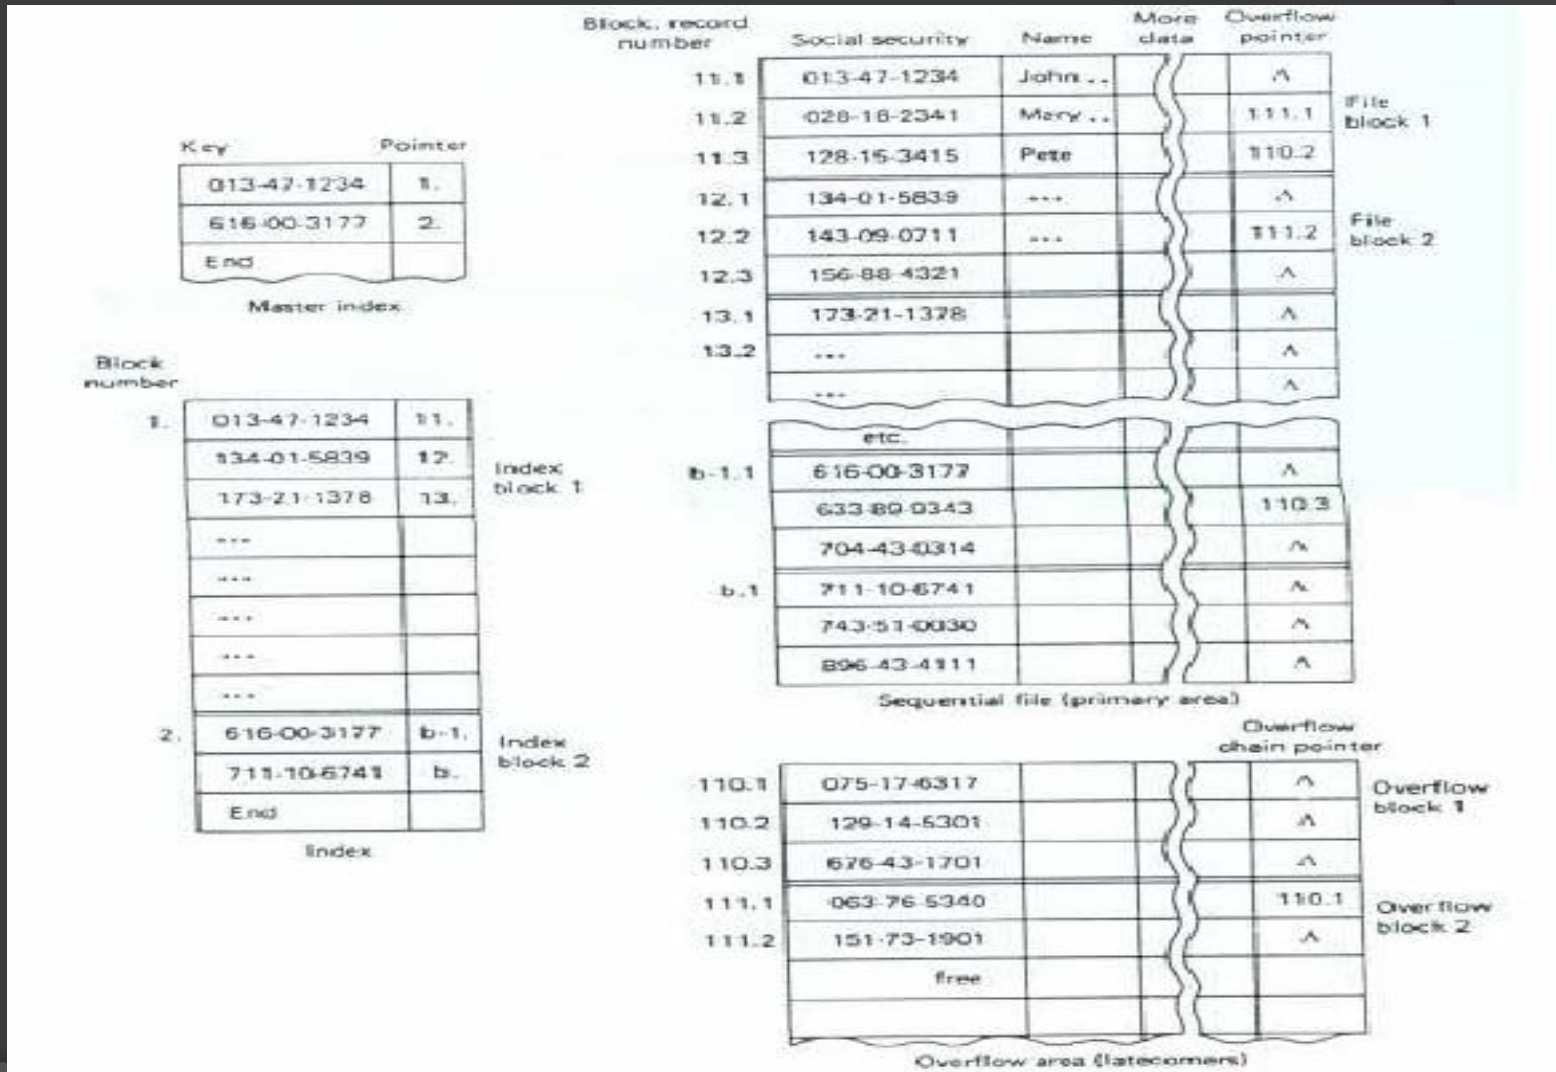 Key Pointer
013-47-1234 1.
616-00-3177 2.
End
Master index
Block number
1. 013-47-1234 11.
134-01-5839 12.
173-21-1378 13.
...
...
...
...
...
Index block 1
2. 616-00-3177 b-1.
711-10-6741 b.
End
Index block 2
Index
Block, record number Social security Name More data Overflow pointer
11.1 013-47-1234 John .. ^
11.2 028-18-2341 Mary .. 111.1
11.3 128-15-3415 Pete 110.2
File block 1
12.1 134-01-5839 ... ^
12.2 143-09-0711 ... 111.2
12.3 156-88-4321 ^
File block 2
13.1 173-21-1378 ^
13.2 ... ^
... ^
etc.
b-1.1 616-00-3177 ^
633-89-9343 110.3
704-43-0314 ^
b.1 711-10-6741 ^
743-51-0030 ^
896-43-4111 ^
Sequential file (primary area)
Overflow chain pointer
110.1 075-17-6317 ^
110.2 129-14-5301 ^
110.3 676-43-1701 ^
Overflow block 1
111.1 063-76-5340 110.1
111.2 151-73-1901 ^
free
Overflow block 2
Overflow area (latecomers)